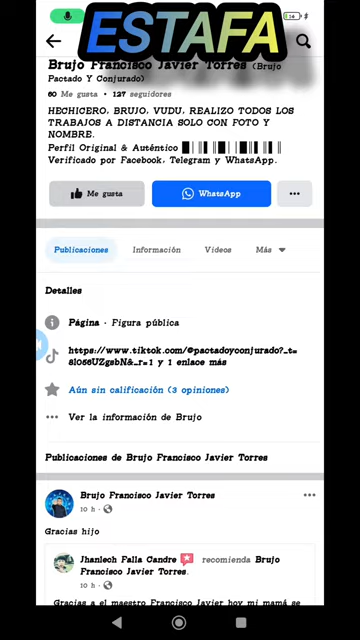 ESTAFA
14
Brujo Francisco Javier Torres (Brujo
Pactado Y Conjurado)
60 Me gusta • 127 seguidores
HECHICERO, BRUJO, VUDU, REALIZO TODOS LOS
TRABAJOS A DISTANCIA SOLO CON FOTO Y
NOMBRE.
Perfil Original & Auténtico █│║▌║█││█║▌║▌║
Verificado por Facebook, Telegram y WhatsApp.
Me gusta
WhatsApp
Publicaciones
Información
Videos
Más
Detalles
Página · Figura pública
https://www.tiktok.com/@pactadoyconjurado?_t=
8l056UZgsbN&_r=1 y 1 enlace más
Aún sin calificación (3 opiniones)
Ver la información de Brujo
Publicaciones de Brujo Francisco Javier Torres
Brujo Francisco Javier Torres
10 h ·
Gracias hijo
Jhanlech Falla Candre recomienda Brujo
Francisco Javier Torres.
10 h ·
Gracias a el maestro Francisco Javier hoy mi mamá se